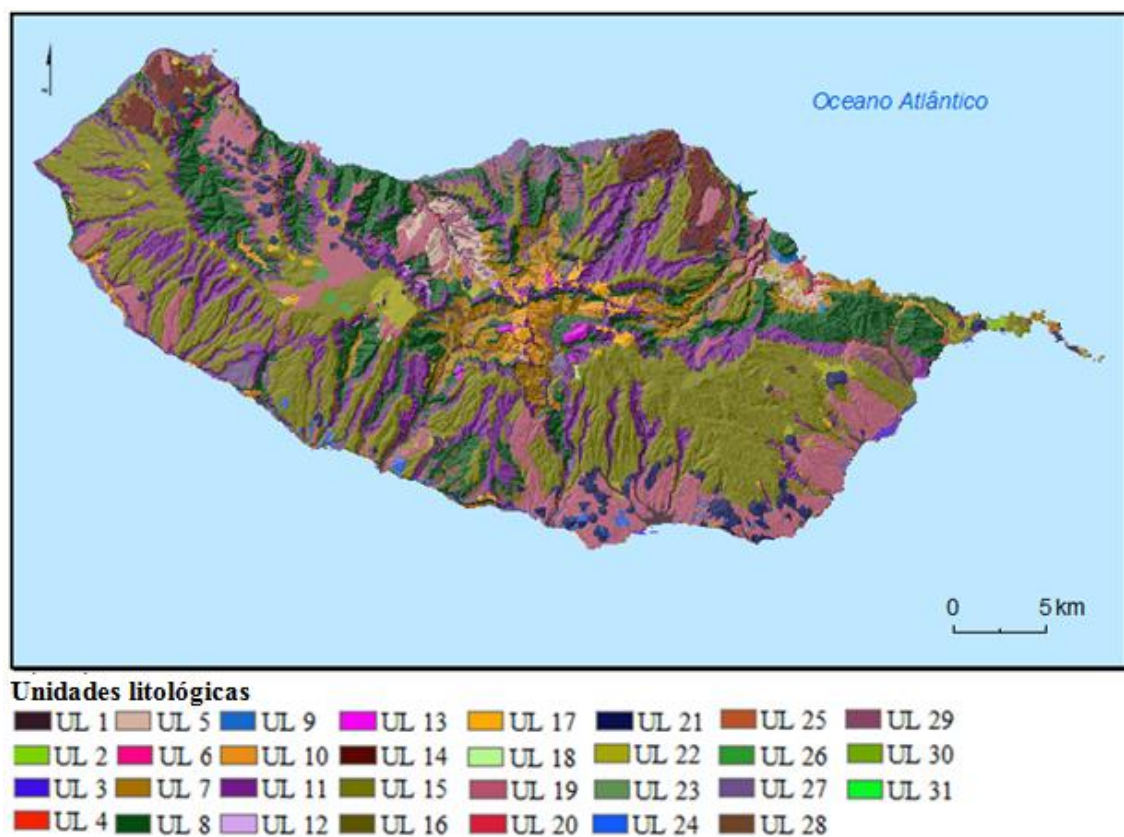 Oceano Atlântico
0 5 km
Unidades litológicas
UL 1 UL 5 UL 9 UL 13 UL 17 UL 21 UL 25 UL 29
UL 2 UL 6 UL 10 UL 14 UL 18 UL 22 UL 26 UL 30
UL 3 UL 7 UL 11 UL 15 UL 19 UL 23 UL 27 UL 31
UL 4 UL 8 UL 12 UL 16 UL 20 UL 24 UL 28